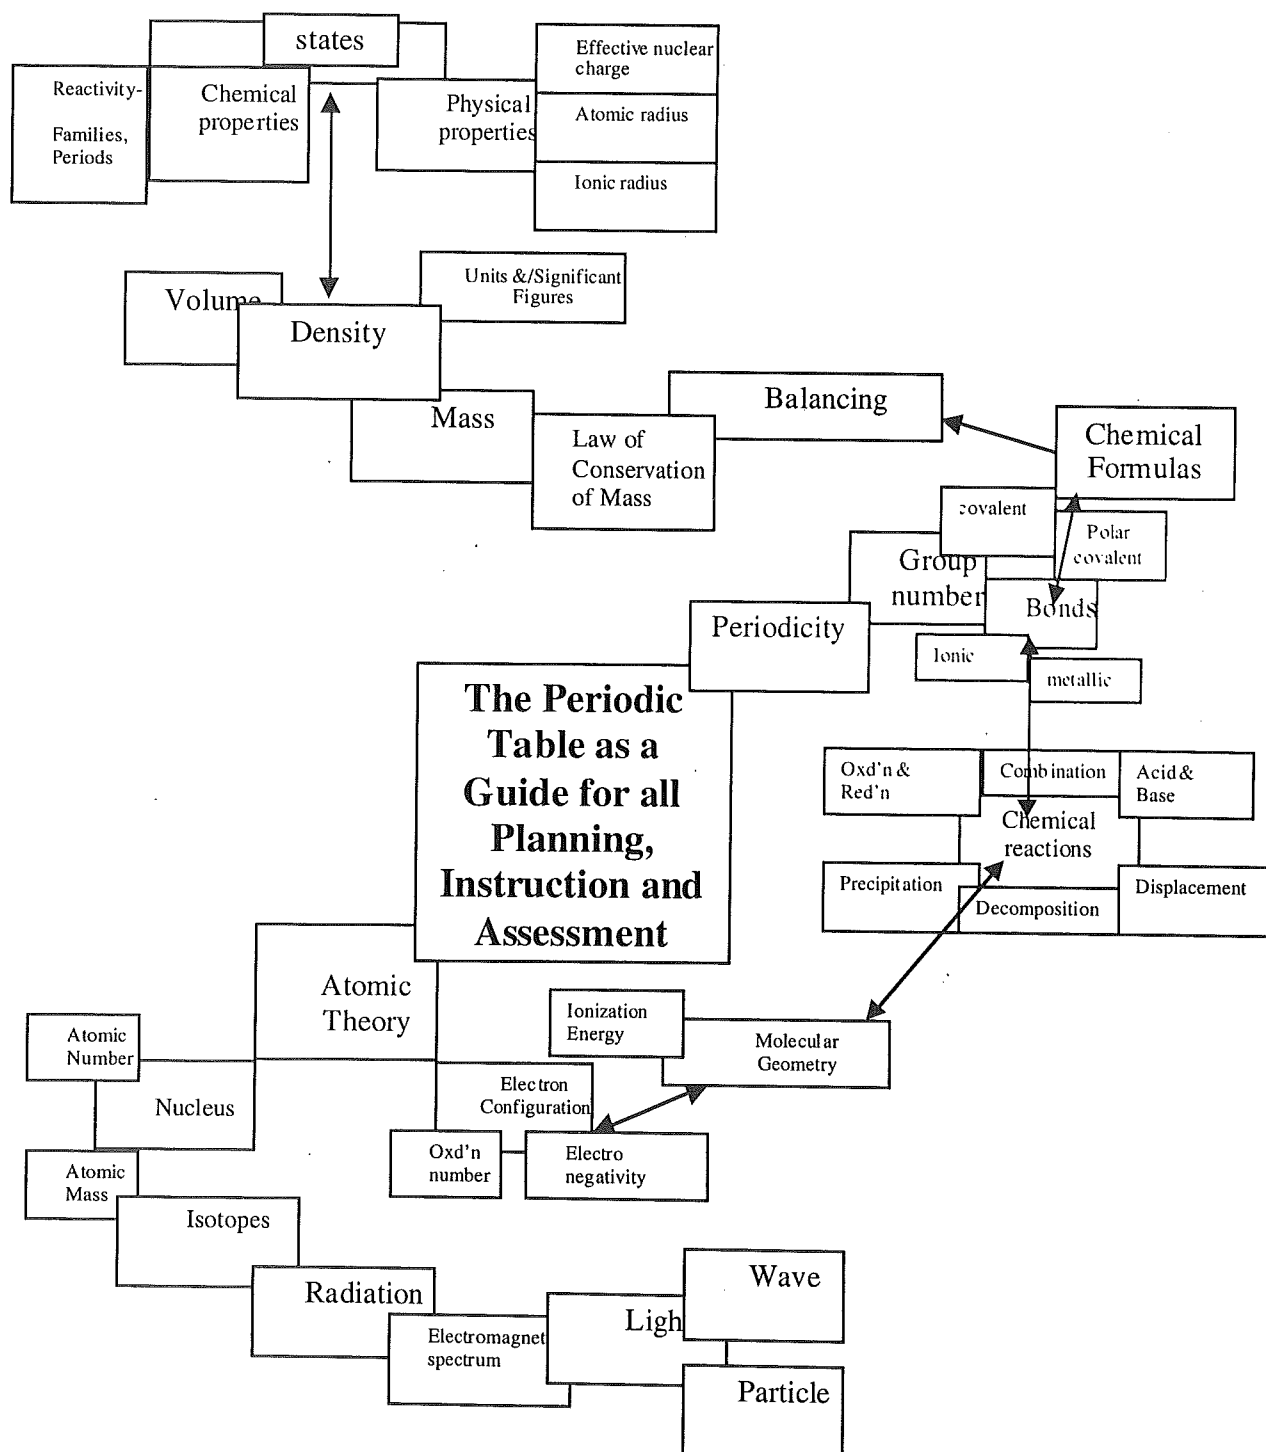 states
Effective nuclear
charge
Reactivity-
Families,
Periods
Chemical
properties
Physical
properties
Atomic radius
Ionic radius
Volume
Units &/Significant
Figures
Density
Mass
Law of
Conservation
of Mass
Balancing
Chemical
Formulas
covalent
Polar
covalent
Group
number
Bonds
Periodicity
Ionic
metallic
The Periodic
Table as a
Guide for all
Planning,
Instruction and
Assessment
Oxd'n &
Red'n
Combination
Acid &
Base
Chemical
reactions
Precipitation
Decomposition
Displacement
Atomic
Theory
Ionization
Energy
Molecular
Geometry
Atomic
Number
Nucleus
Electron
Configuration
Oxd'n
number
Electro
negativity
Atomic
Mass
Isotopes
Radiation
Electromagnet
spectrum
Ligh
Wave
Particle